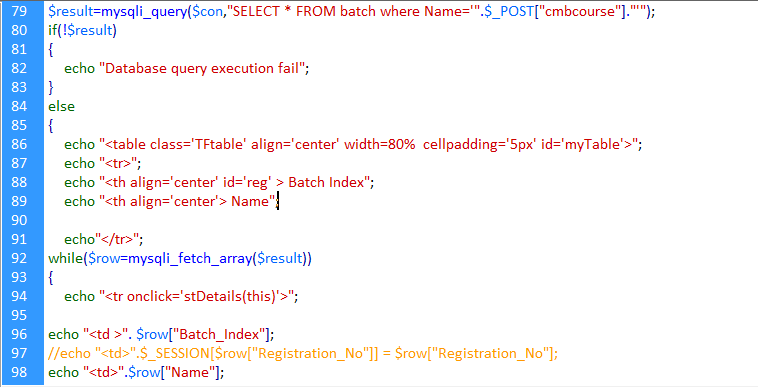 79 $result=mysqli_query($con,"SELECT * FROM batch where Name='".$_POST["cmbcourse"]."'");
80 if(!$result)
81 {
82 echo "Database query execution fail";
83 }
84 else
85 {
86 echo "<table class='TFtable' align='center' width=80%  cellpadding='5px' id='myTable'>";
87 echo "<tr>";
88 echo "<th align='center' id='reg' > Batch Index";
89 echo "<th align='center'> Name";
90
91 echo"</tr>";
92 while($row=mysqli_fetch_array($result))
93 {
94 echo "<tr onclick='stDetails(this)'>";
95
96 echo "<td >". $row["Batch_Index"];
97 //echo "<td>".$_SESSION[$row["Registration_No"]] = $row["Registration_No"];
98 echo "<td>".$row["Name"];